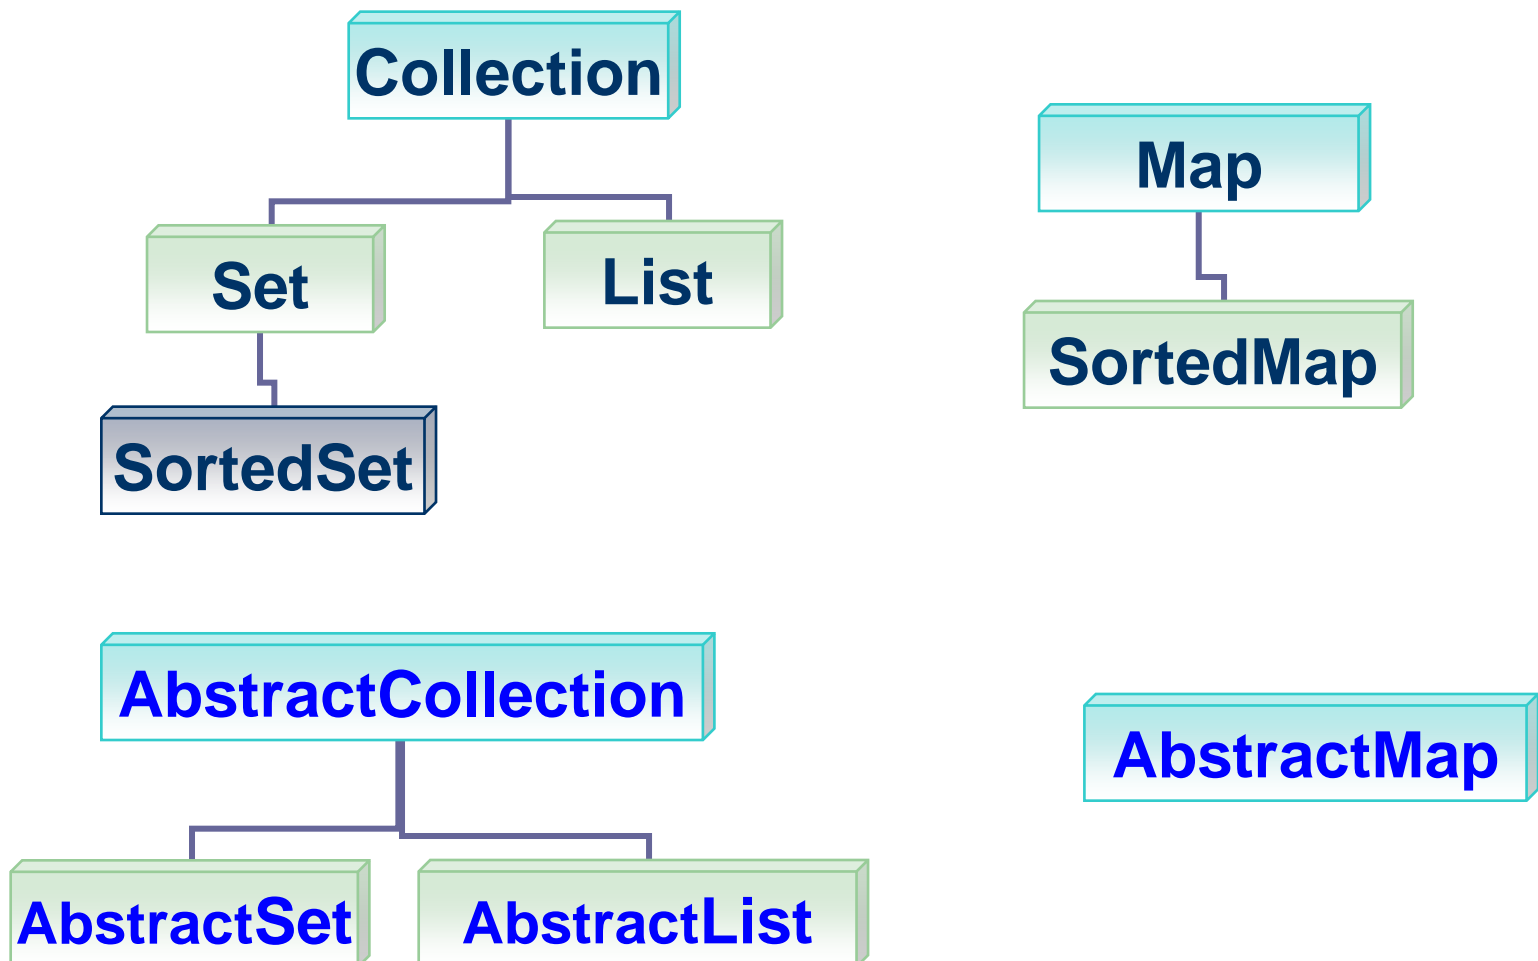 Collection
Map
Set
List
SortedMap
SortedSet
AbstractCollection
AbstractMap
AbstractSet
AbstractList